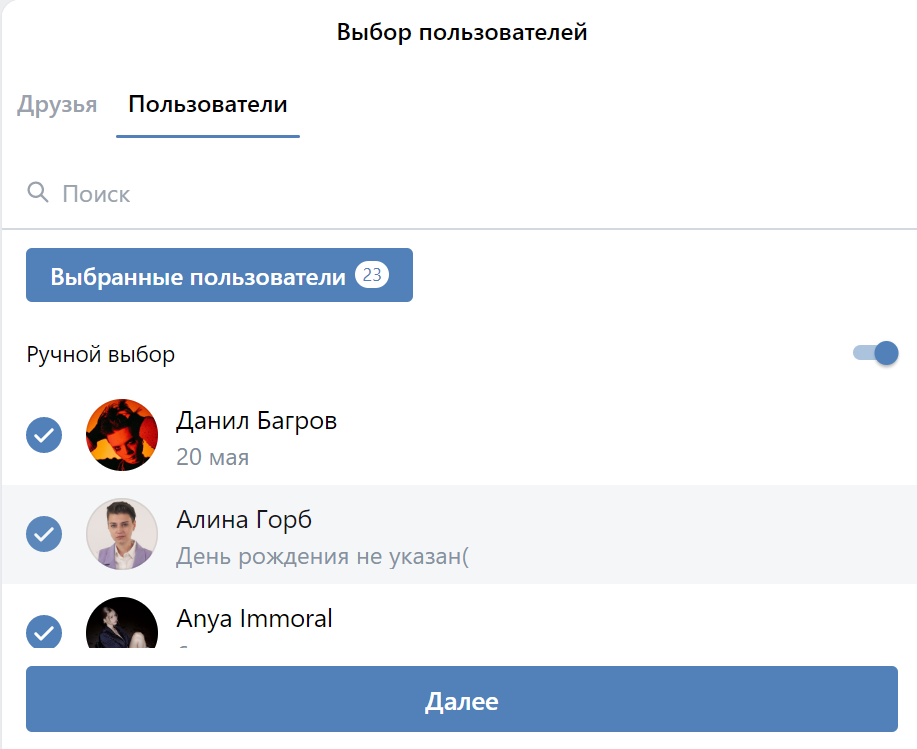 Выбор пользователей
Друзья Пользователи
Поиск
Выбранные пользователи 23
Ручной выбор
Данил Багров
20 мая
Алина Горб
День рождения не указан(
Anya Immoral
Далее